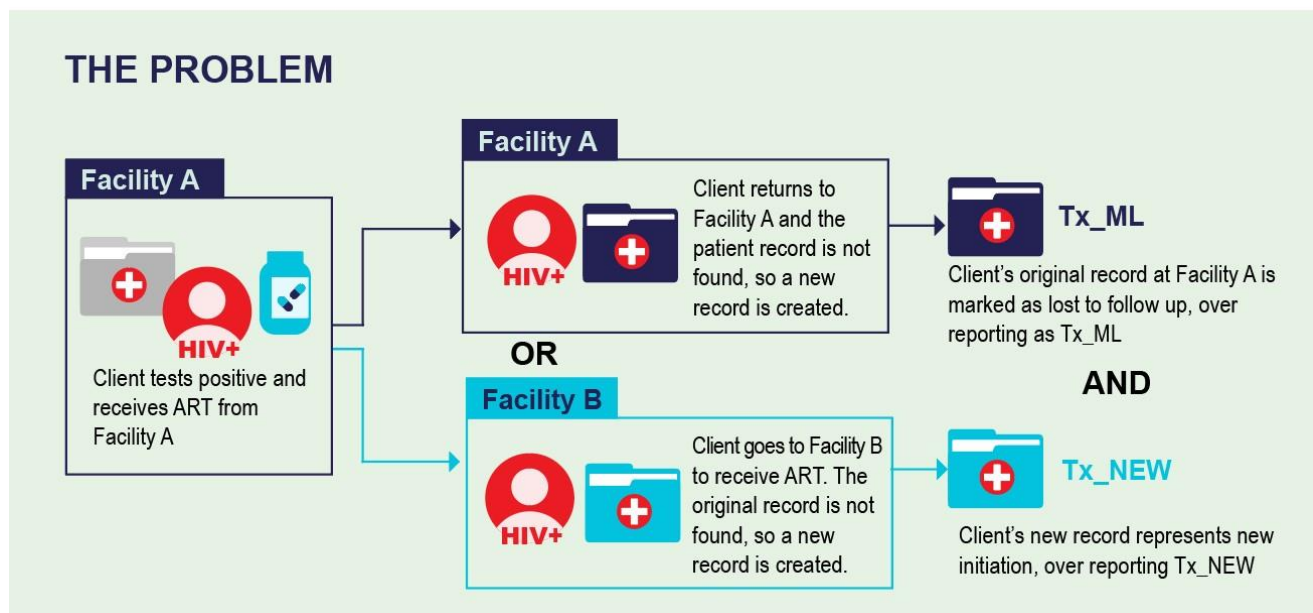 THE PROBLEM
Facility A
HIV+
Client tests positive and
receives ART from
Facility A
Facility A
HIV+
Client returns to
Facility A and the
patient record is not
found, so a new
record is created.
Tx_ML
Client's original record at Facility A is
marked as lost to follow up, over
reporting as Tx_ML
OR
AND
Facility B
HIV+
Client goes to Facility B
to receive ART. The
original record is not
found, so a new
record is created.
Tx_NEW
Client's new record represents new
initiation, over reporting Tx_NEW